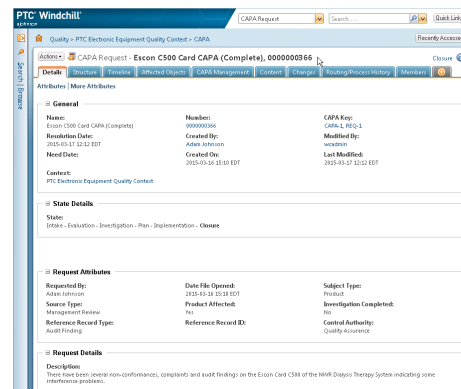 PTC® Windchill®
ajohnson
CAPA Request
Search . . .
Quick Link
Quality › PTC Electronic Equipment Quality Context › CAPA
Recently Accesse
Search | Browse
Actions
CAPA Request - Escon C500 Card CAPA (Complete), 0000000366
Closure
Details Structure Timeline Affected Objects CAPA Management Content Changes Routing/Process History Members
Attributes | More Attributes
General
Name: Number: CAPA Key:
Escon C500 Card CAPA (Complete) 0000000366 CAPA-1, REQ-1
Resolution Date: Created By: Modified By:
2015-03-17 12:12 EDT Adam Johnson wcadmin
Need Date: Created On: Last Modified:
2015-03-16 15:10 EDT 2015-03-17 12:12 EDT
Context:
PTC Electronic Equipment Quality Context
State Details
State:
Intake - Evaluation - Investigation - Plan - Implementation - Closure
Request Attributes
Requested By: Date File Opened: Subject Type:
Adam Johnson 2015-03-16 15:10 EDT Product
Source Type: Product Affected: Investigation Completed:
Management Review Yes No
Reference Record Type: Reference Record ID: Control Authority:
Audit Finding Quality Assurance
Request Details
Description:
There have been several non-conformances, complaints and audit findings on the Escon Card C500 of the NWR Dialysis Therapy System indicating some
interference problems.